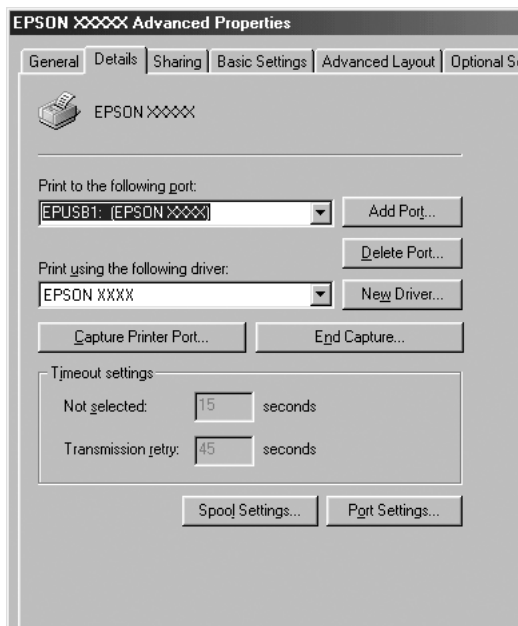 EPSON XXXXX Advanced Properties
General Details Sharing Basic Settings Advanced Layout Optional S
EPSON XXXXX
Print to the following port:
EPUSB1: (EPSON XXXX)
Add Port...
Delete Port...
Print using the following driver:
EPSON XXXX
New Driver...
Capture Printer Port... End Capture...
Timeout settings
Not selected: 15 seconds
Transmission retry: 45 seconds
Spool Settings... Port Settings...